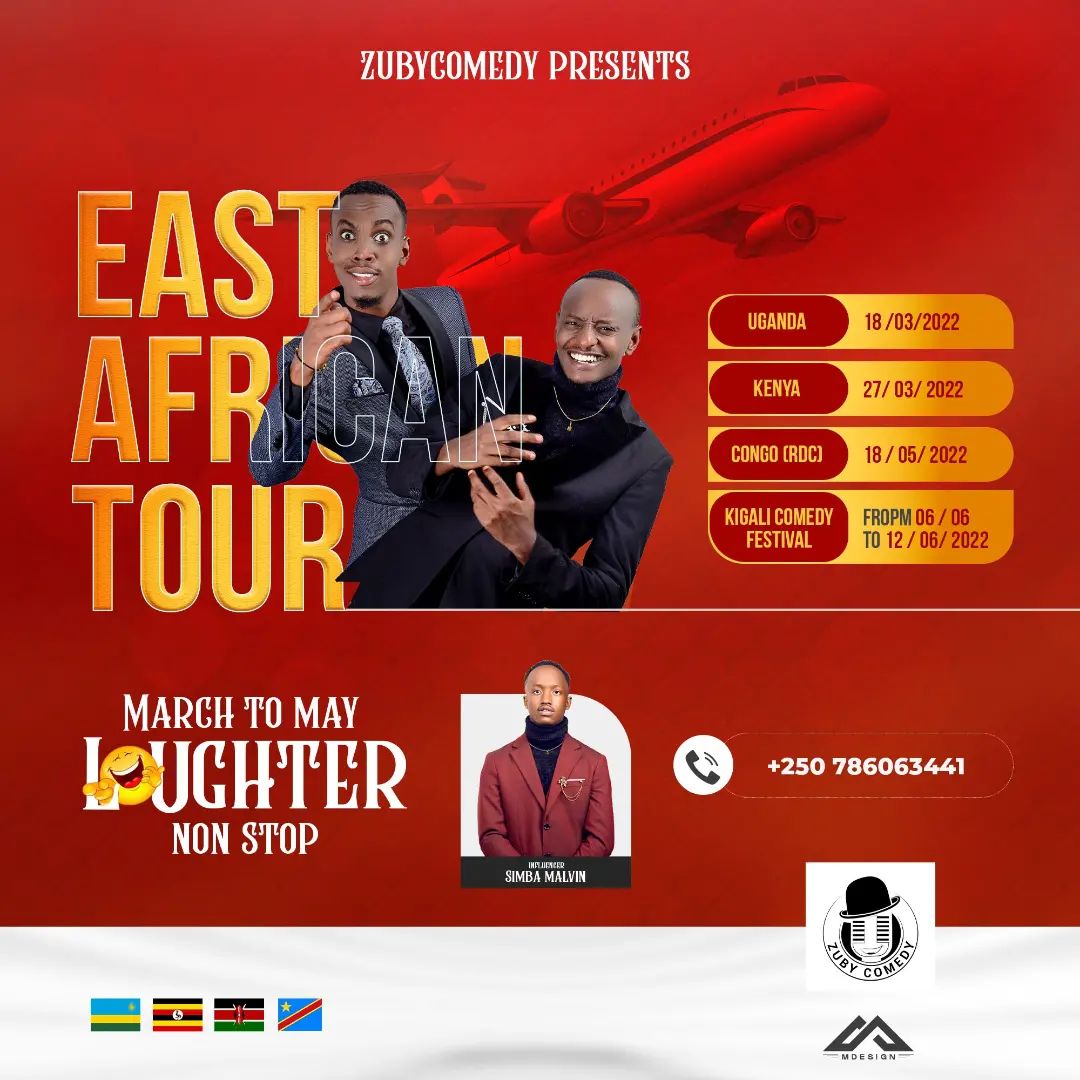 ZUBYCOMEDY PRESENTS
EAST
AFRICAN
TOUR
UGANDA 18 /03/2022
KENYA 27/ 03/ 2022
CONGO (RDC) 18 / 05/ 2022
KIGALI COMEDY
FESTIVAL
FROPM 06 / 06
TO 12 / 06/ 2022
MARCH TO MAY
LAUGHTER
NON STOP
INFLUENCER
SIMBA MALVIN
+250 786063441
ZUBY COMEDY
MDESIGN